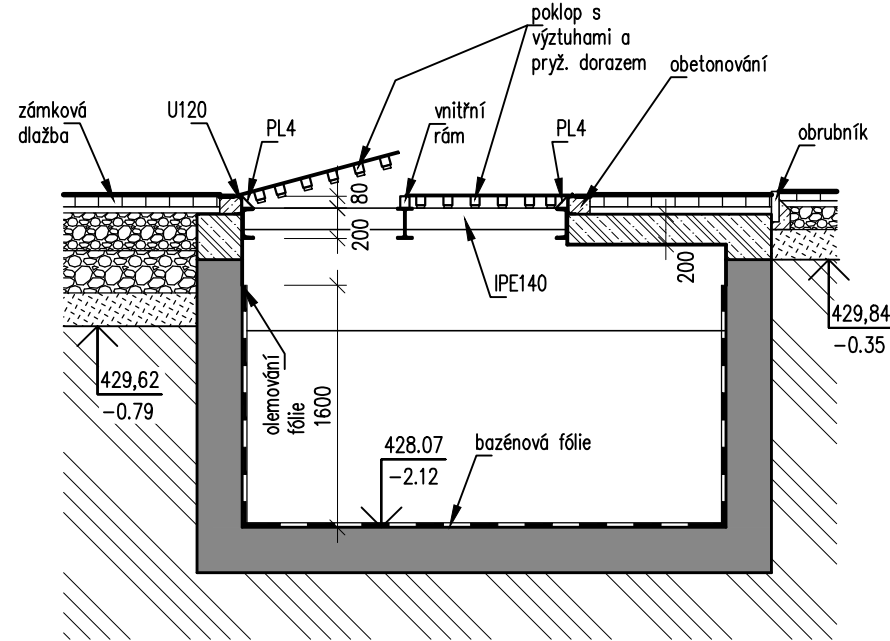 poklop s
výztuhami a
pryž. dorazem
obetonování
zámková
dlažba
U120
PL4
vnitřní
rám
PL4
obrubník
80
200
IPE140
200
429,84
-0.35
429,62
-0.79
olemování
fólie
1600
428.07
-2.12
bazénová fólie